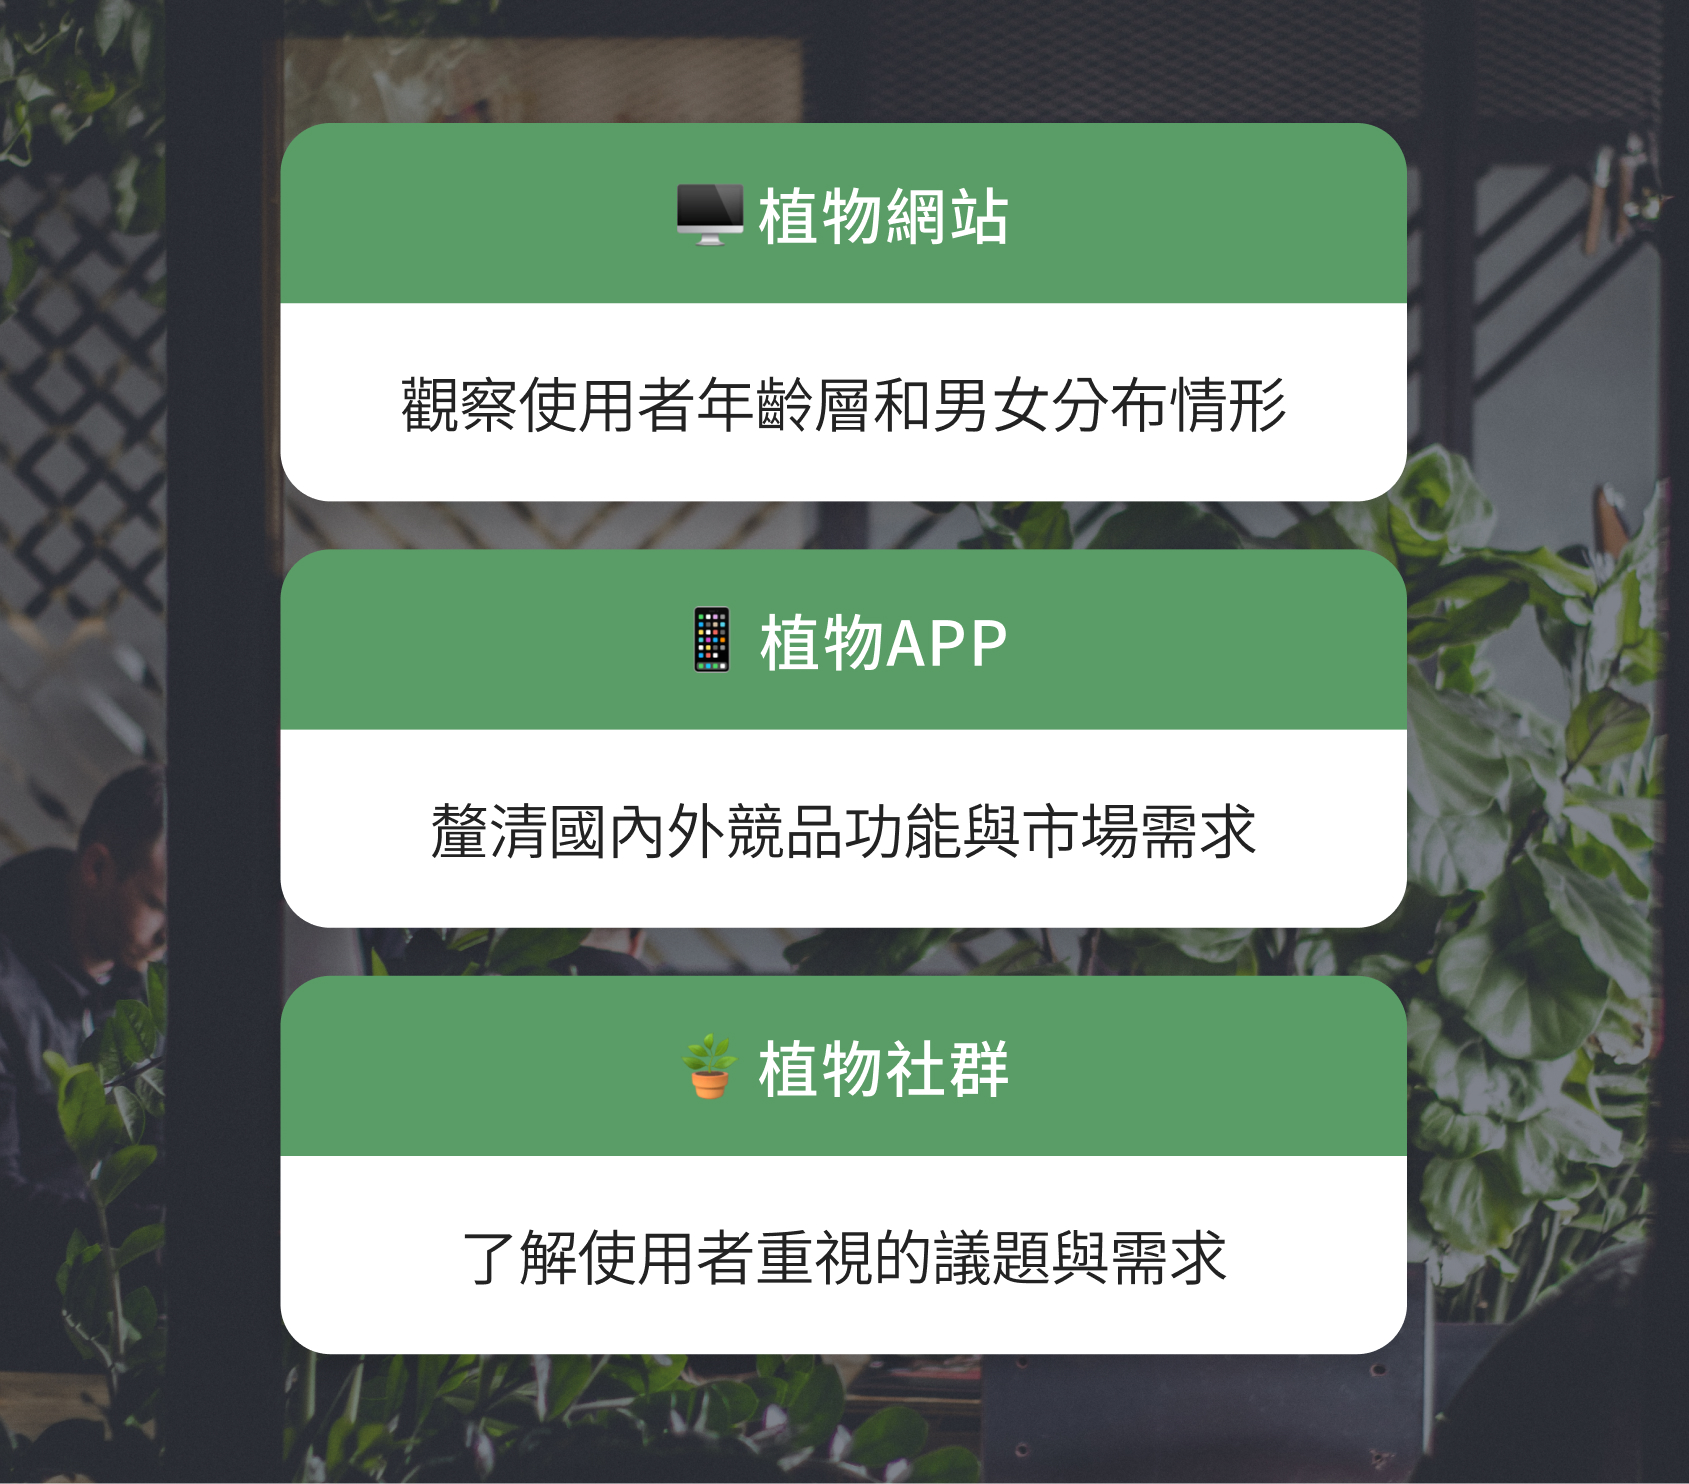 植物網站
觀察使用者年齡層和男女分布情形
植物APP
釐清國內外競品功能與市場需求
植物社群
了解使用者重視的議題與需求